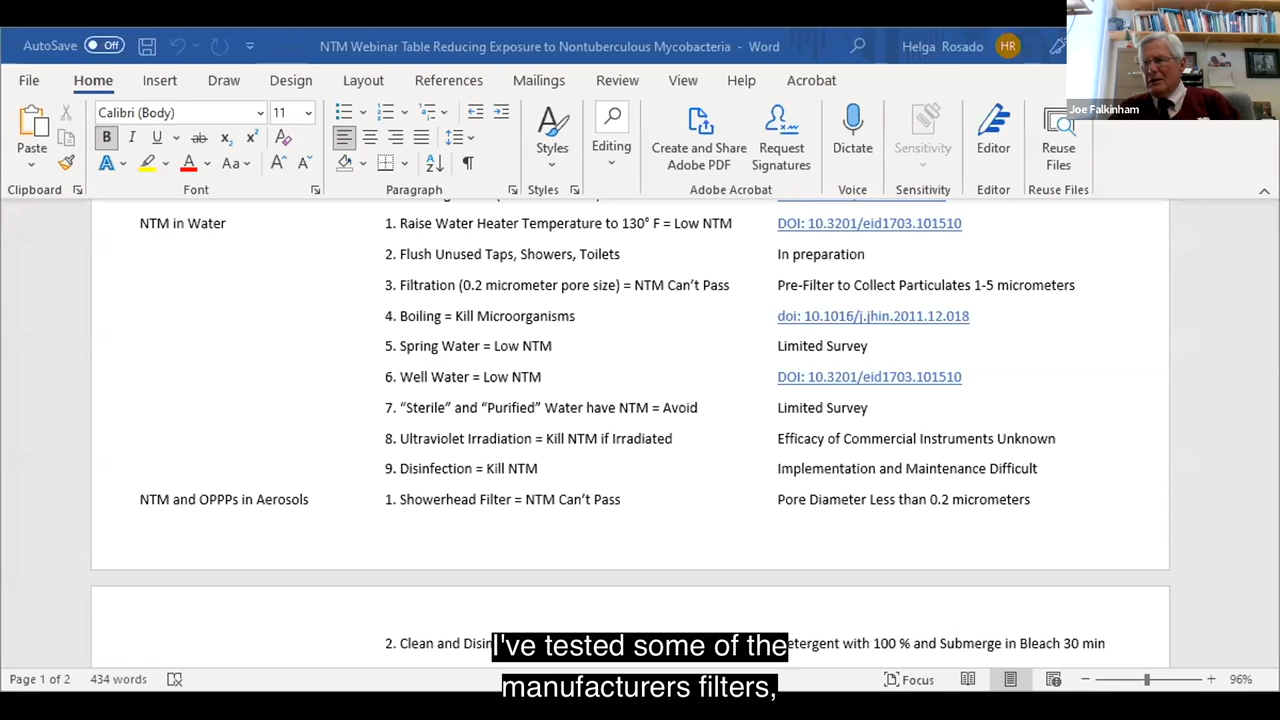 AutoSave Off NTM Webinar Table Reducing Exposure to Nontuberculous Mycobacteria - Word Helga Rosado HR
Joe Falkinham
File Home Insert Draw Design Layout References Mailings Review View Help Acrobat
Calibri (Body) 11
Paste Styles Editing Create and Share Adobe PDF Request Signatures Dictate Sensitivity Editor Reuse Files
Clipboard Font Paragraph Styles Adobe Acrobat Voice Sensitivity Editor Reuse Files
NTM in Water 1. Raise Water Heater Temperature to 130° F = Low NTM DOI: 10.3201/eid1703.101510
2. Flush Unused Taps, Showers, Toilets In preparation
3. Filtration (0.2 micrometer pore size) = NTM Can’t Pass Pre-Filter to Collect Particulates 1-5 micrometers
4. Boiling = Kill Microorganisms doi: 10.1016/j.jhin.2011.12.018
5. Spring Water = Low NTM Limited Survey
6. Well Water = Low NTM DOI: 10.3201/eid1703.101510
7. “Sterile” and “Purified” Water have NTM = Avoid Limited Survey
8. Ultraviolet Irradiation = Kill NTM if Irradiated Efficacy of Commercial Instruments Unknown
9. Disinfection = Kill NTM Implementation and Maintenance Difficult
NTM and OPPPs in Aerosols 1. Showerhead Filter = NTM Can’t Pass Pore Diameter Less than 0.2 micrometers
2. Clean and with 100 % and Submerge in Bleach 30 min
I've tested some of the
manufacturers filters,
Page 1 of 2 434 words Focus 96%